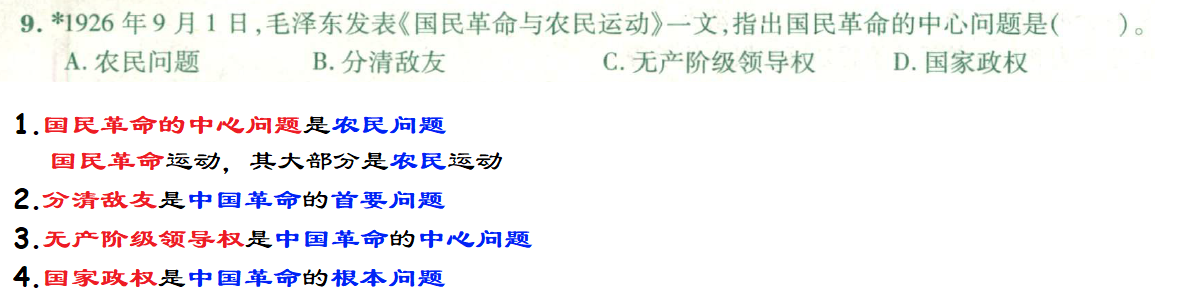 9. *1926年9月1日,毛泽东发表《国民革命与农民运动》一文,指出国民革命的中心问题是( )。
A. 农民问题 B. 分清敌友 C. 无产阶级领导权 D. 国家政权
1.国民革命的中心问题是农民问题
国民革命运动，其大部分是农民运动
2.分清敌友是中国革命的首要问题
3.无产阶级领导权是中国革命的中心问题
4.国家政权是中国革命的根本问题